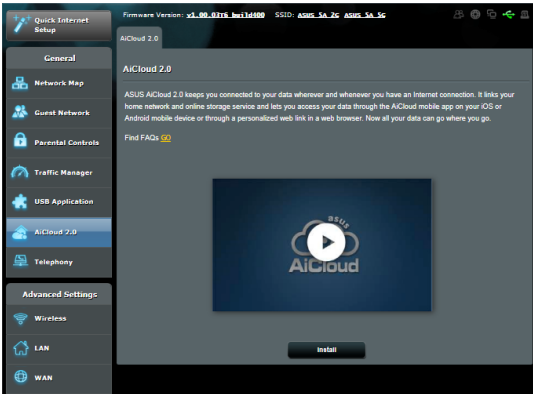 Quick Internet
Setup
Firmware Version: v1.00.03T6 build400 SSID: ASUS_5A_2G ASUS_5A_5G
AiCloud 2.0
General
AiCloud 2.0
Network Map
ASUS AiCloud 2.0 keeps you connected to your data wherever and whenever you have an Internet connection. It links your
home network and online storage service and lets you access your data through the AiCloud mobile app on your iOS or
Android mobile device or through a personalized web link in a web browser. Now all your data can go where you go.
Guest Network
Find FAQs GO
Parental Controls
Traffic Manager
USB Application
AiCloud 2.0
Telephony
asus
AiCloud
Advanced Settings
Wireless
LAN
WAN
Install